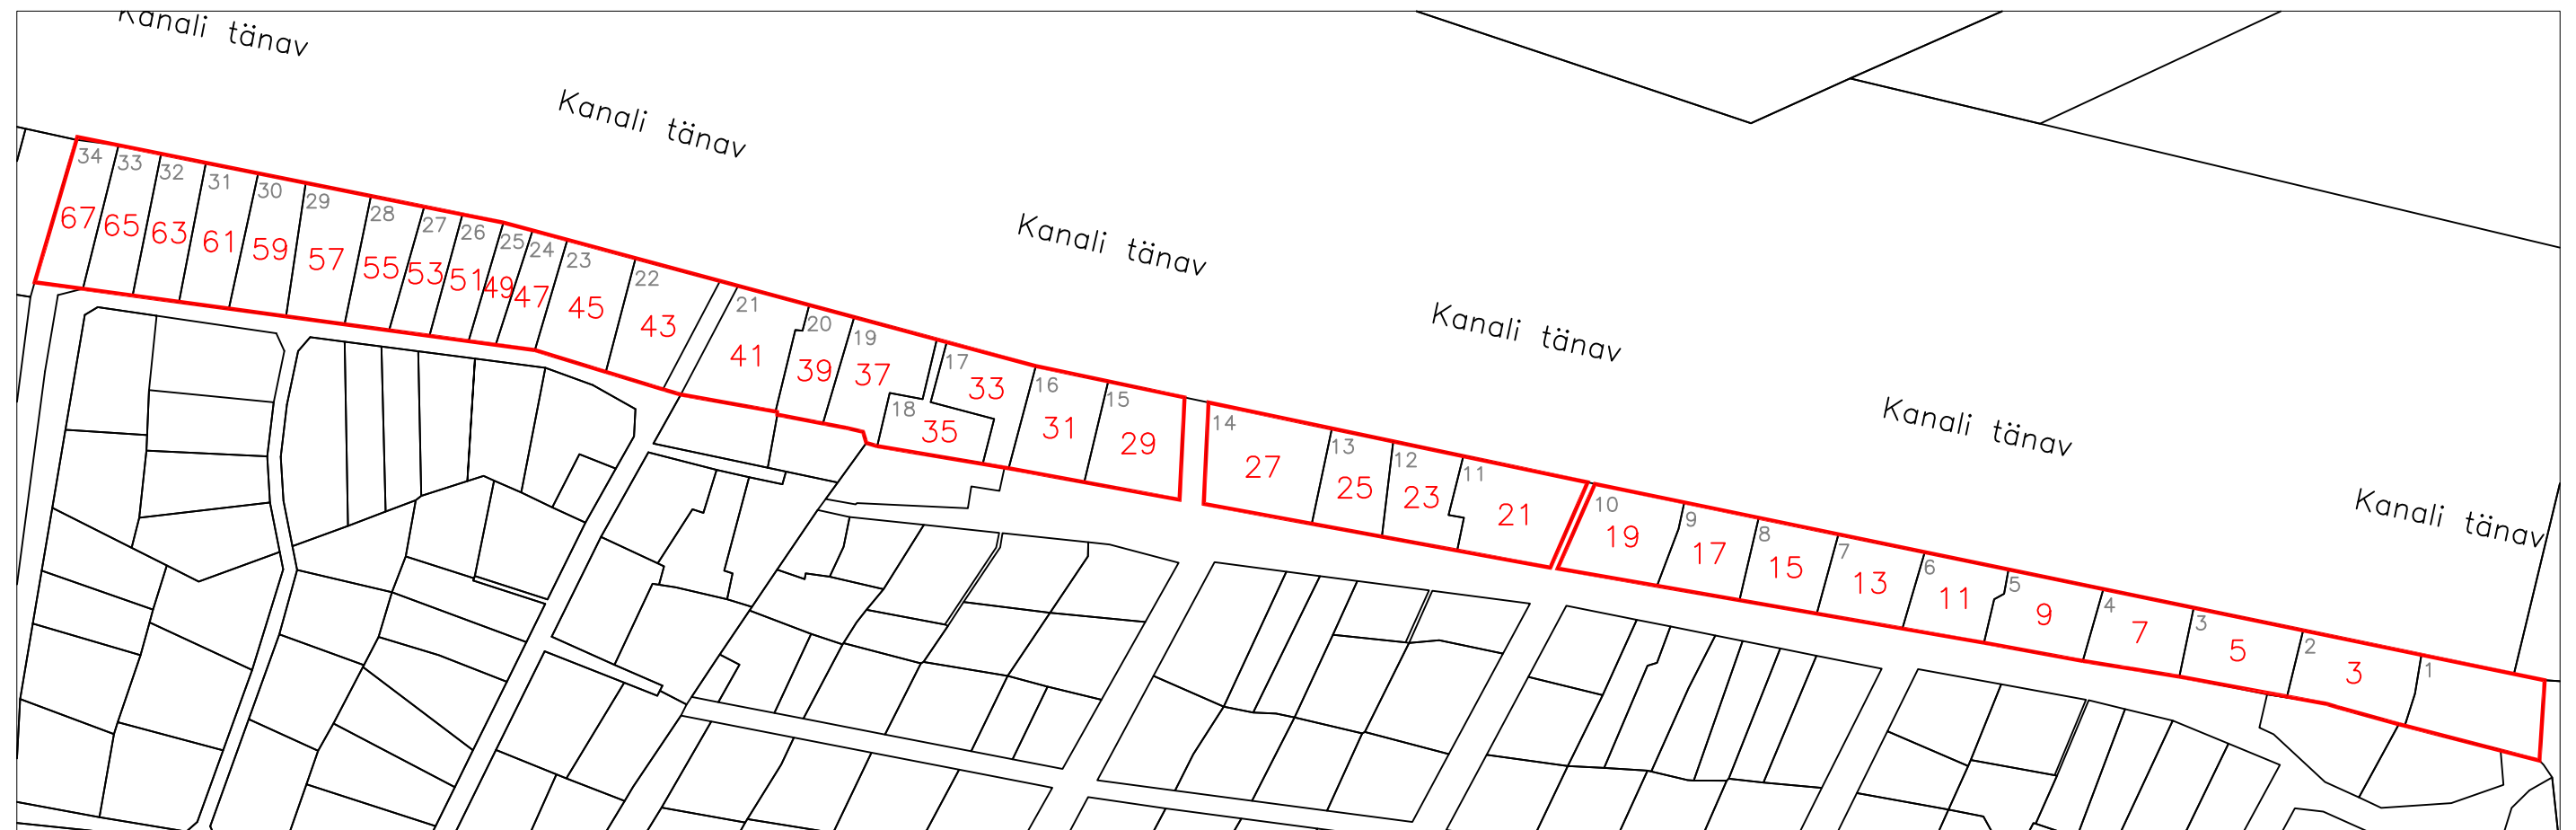 Kanali tänav
Kanali tänav
Kanali tänav
Kanali tänav
Kanali tänav
Kanali tänav
34 33 32 31 30 29 28 27 26 25 24 23 22 21 20 19 17 16 15
67 65 63 61 59 57 55 53 51 49 47 45 43 41 39 37 33 31 29
18
35
14 13 12 11
27 25 23 21
10 9 8 7 6 5 4 3 2 1
19 17 15 13 11 9 7 5 3